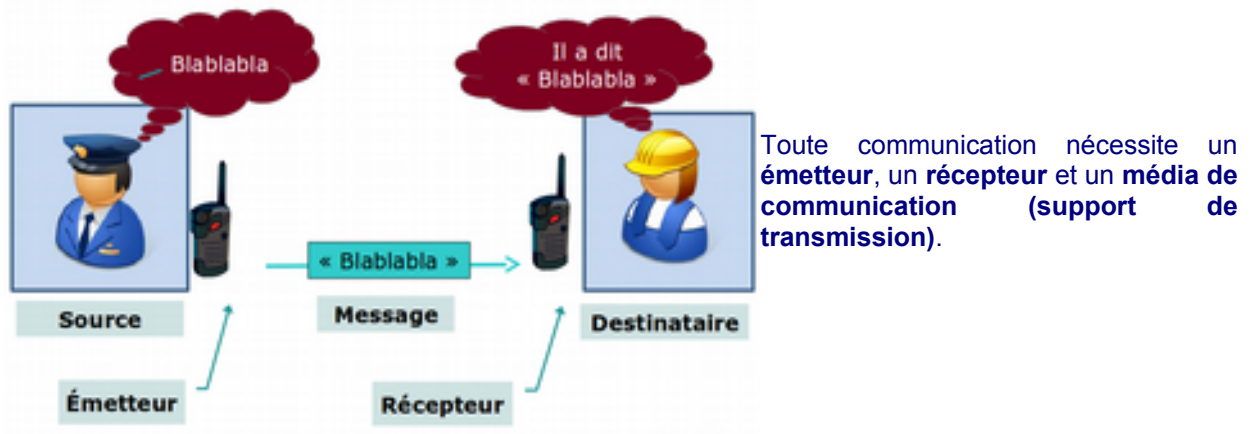 Blablabla
Il a dit
« Blablabla »
Toute communication nécessite un
émetteur, un récepteur et un média de
communication (support de
transmission).
« Blablabla »
Source
Message
Destinataire
Émetteur
Récepteur